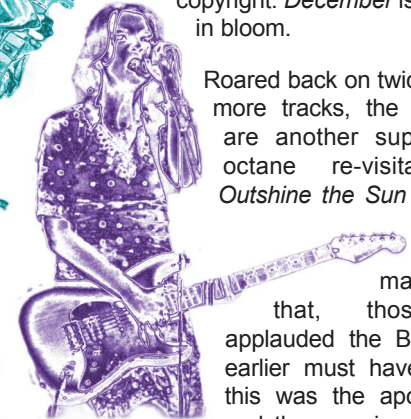 copyright. December is
in bloom.
Roared back on twic
more tracks, the
are another sup
octane re-visita
Outshine the Sun
ma
that, thos
applauded the B
earlier must have
this was the apo